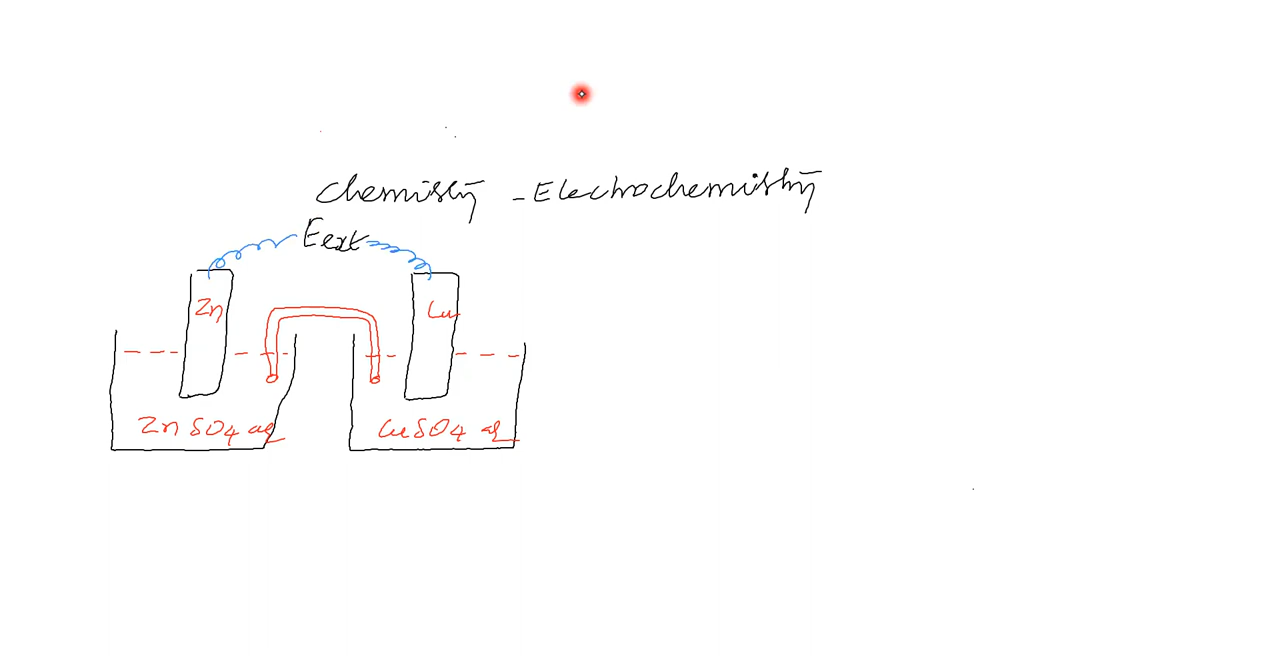 Chemistry - Electrochemistry
Eext
Zn
Cu
ZnSO4 aq
CuSO4 aq